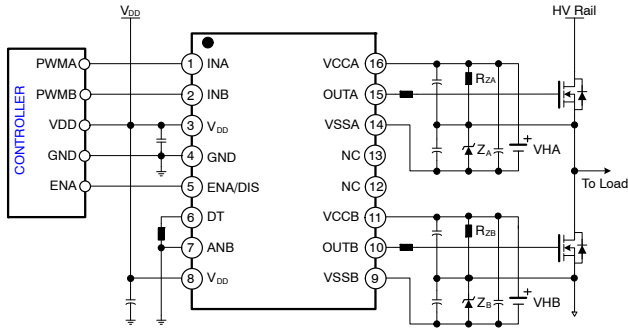 VDD
HV Rail
CONTROLLER
PWMA
PWMB
VDD
GND
ENA
1 INA
2 INB
3 VDD
4 GND
5 ENA/DIS
6 DT
7 ANB
8 VDD
VCCA 16
OUTA 15
VSSA 14
NC 13
NC 12
VCCB 11
OUTB 10
VSSB 9
RZA
ZA
+
VHA
To Load
RZB
ZB
+
VHB